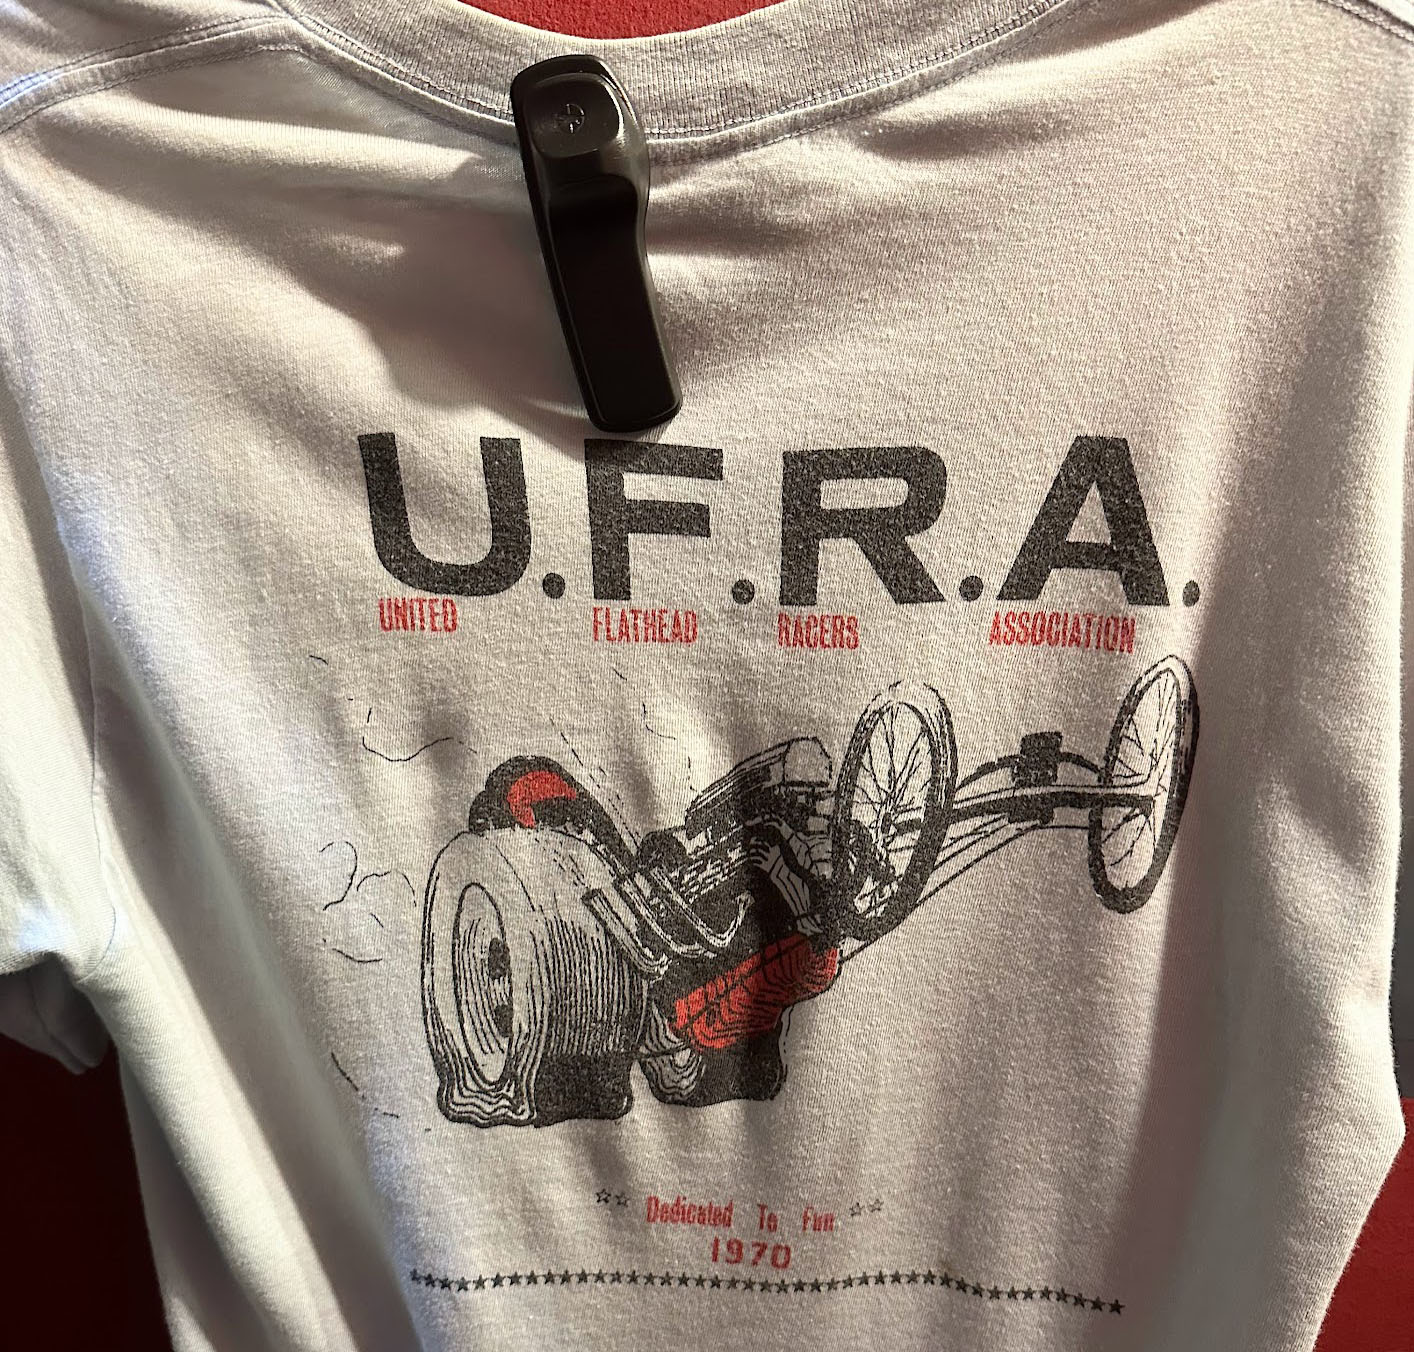 U.F.R.A.
UNITED FLATHEAD RACERS ASSOCIATION
Dedicated To Fun
1970